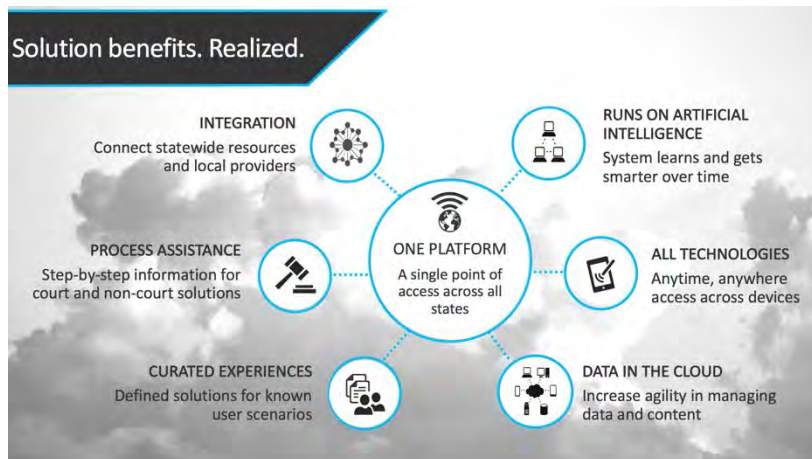 Solution benefits. Realized.
INTEGRATION
Connect statewide resources
and local providers
RUNS ON ARTIFICIAL
INTELLIGENCE
System learns and gets
smarter over time
PROCESS ASSISTANCE
Step-by-step information for
court and non-court solutions
ONE PLATFORM
A single point of
access across all
states
ALL TECHNOLOGIES
Anytime, anywhere
access across devices
CURATED EXPERIENCES
Defined solutions for known
user scenarios
DATA IN THE CLOUD
Increase agility in managing
data and content